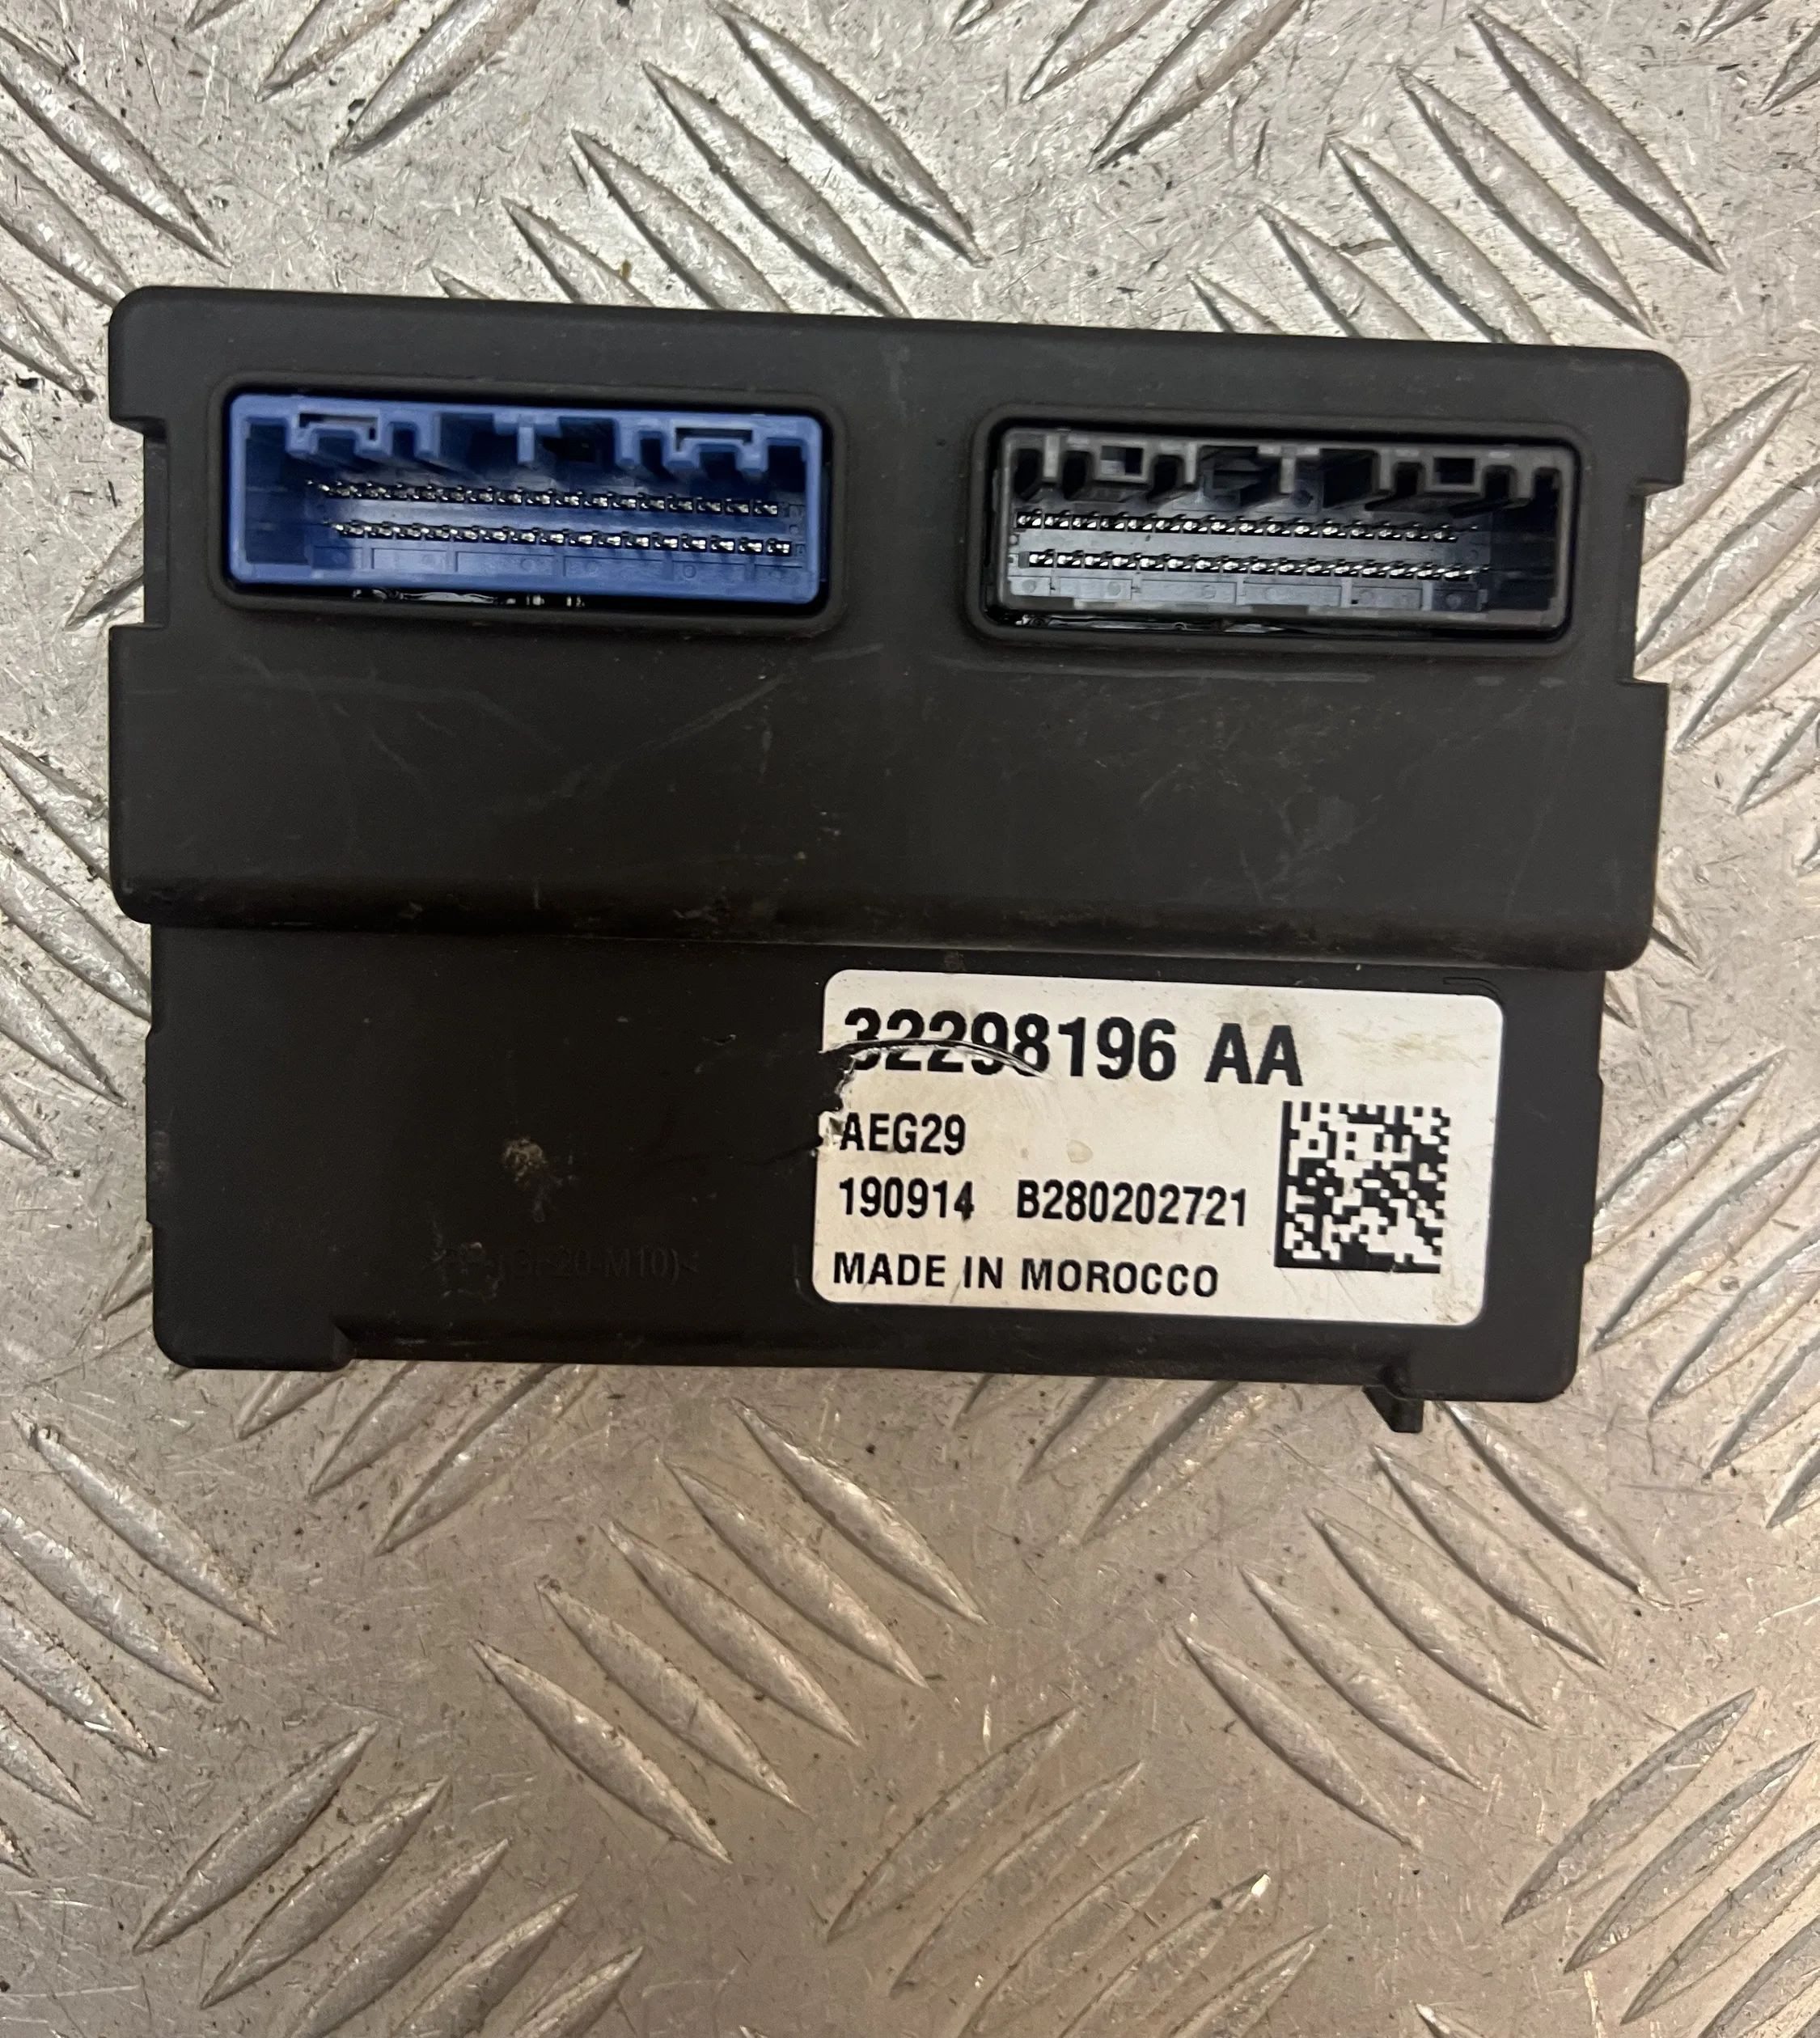 32298196 AA
AEG29
190914 B280202721
MADE IN MOROCCO